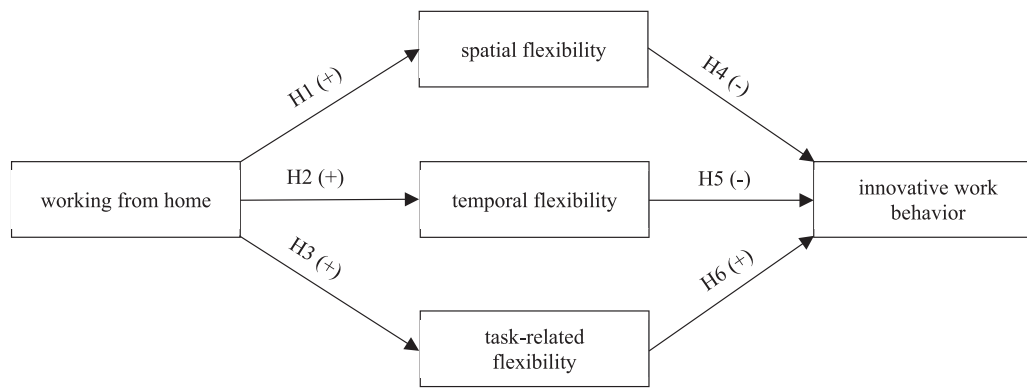 spatial flexibility
H1 (+)
H4 (-)
working from home
H2 (+)
temporal flexibility
H5 (-)
innovative work
behavior
H3 (+)
H6 (+)
task-related
flexibility